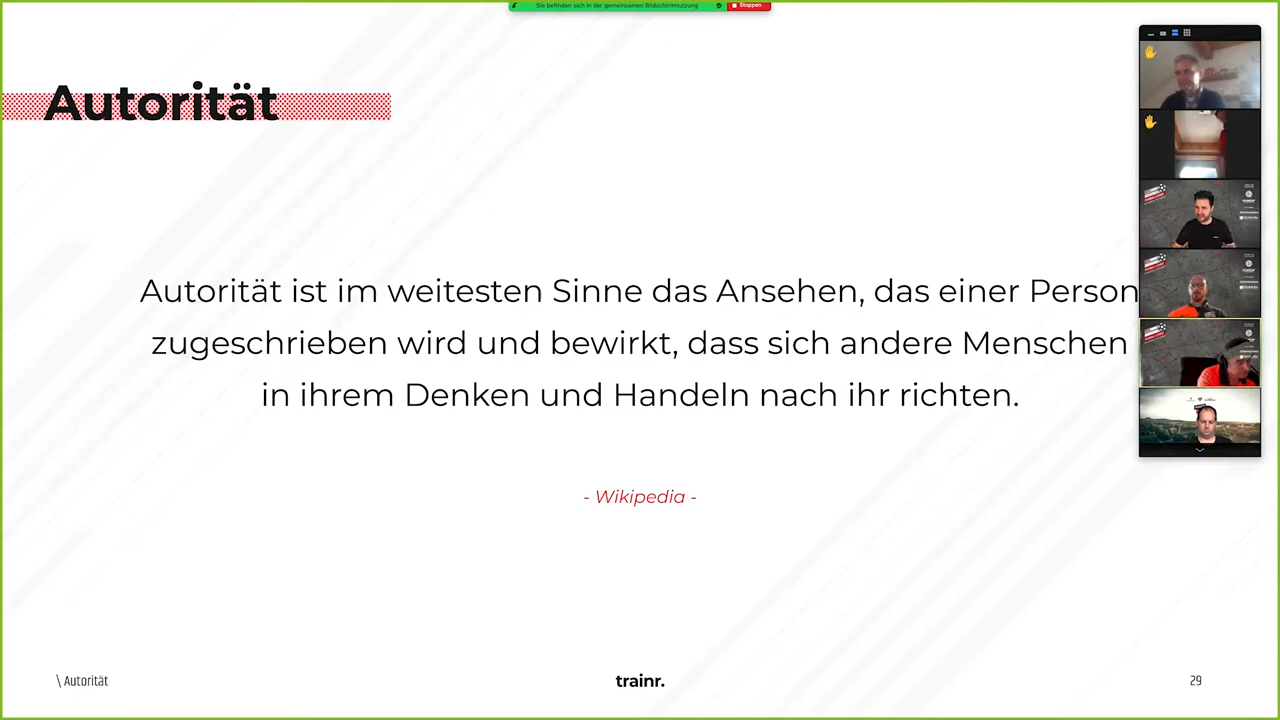 Sie befinden sich in der gemeinsamen Bildschirmnutzung
Stoppen
Autorität
Autorität ist im weitesten Sinne das Ansehen, das einer Person
zugeschrieben wird und bewirkt, dass sich andere Menschen
in ihrem Denken und Handeln nach ihr richten.
- Wikipedia -
\ Autorität
trainr.
29